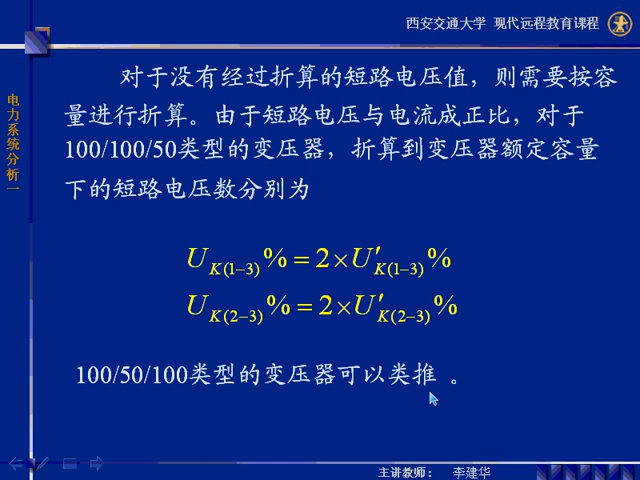 西安交通大学 现代远程教育课程
电力系统分析一
对于没有经过折算的短路电压值，则需要按容
量进行折算。由于短路电压与电流成正比，对于
100/100/50类型的变压器，折算到变压器额定容量
下的短路电压数分别为
U_{K(1−3)}% = 2×U′_{K(1−3)}%
U_{K(2−3)}% = 2×U′_{K(2−3)}%
100/50/100类型的变压器可以类推 。
主讲教师： 李建华